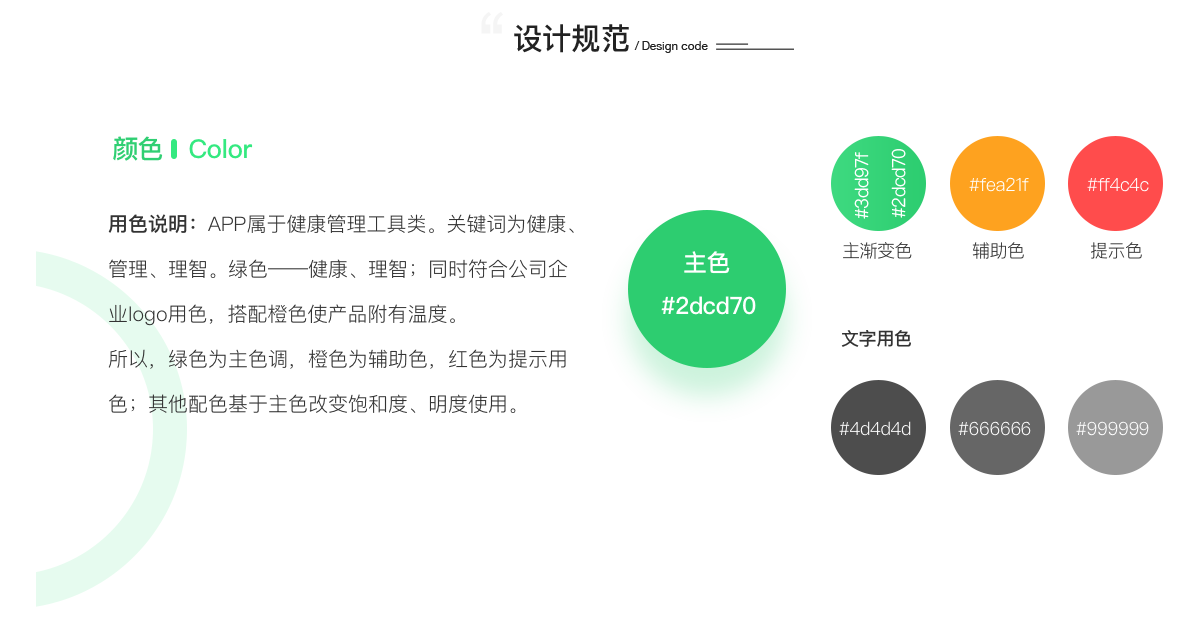 设计规范 / Design code
颜色 Color
用色说明：APP属于健康管理工具类。关键词为健康、
管理、理智。绿色——健康、理智；同时符合公司企
业logo用色，搭配橙色使产品附有温度。
所以，绿色为主色调，橙色为辅助色，红色为提示用
色；其他配色基于主色改变饱和度、明度使用。
主色
#2dcd70
#3dd97f
#2dcd70
#fea21f
#ff4c4c
主渐变色
辅助色
提示色
文字用色
#4d4d4d
#666666
#999999